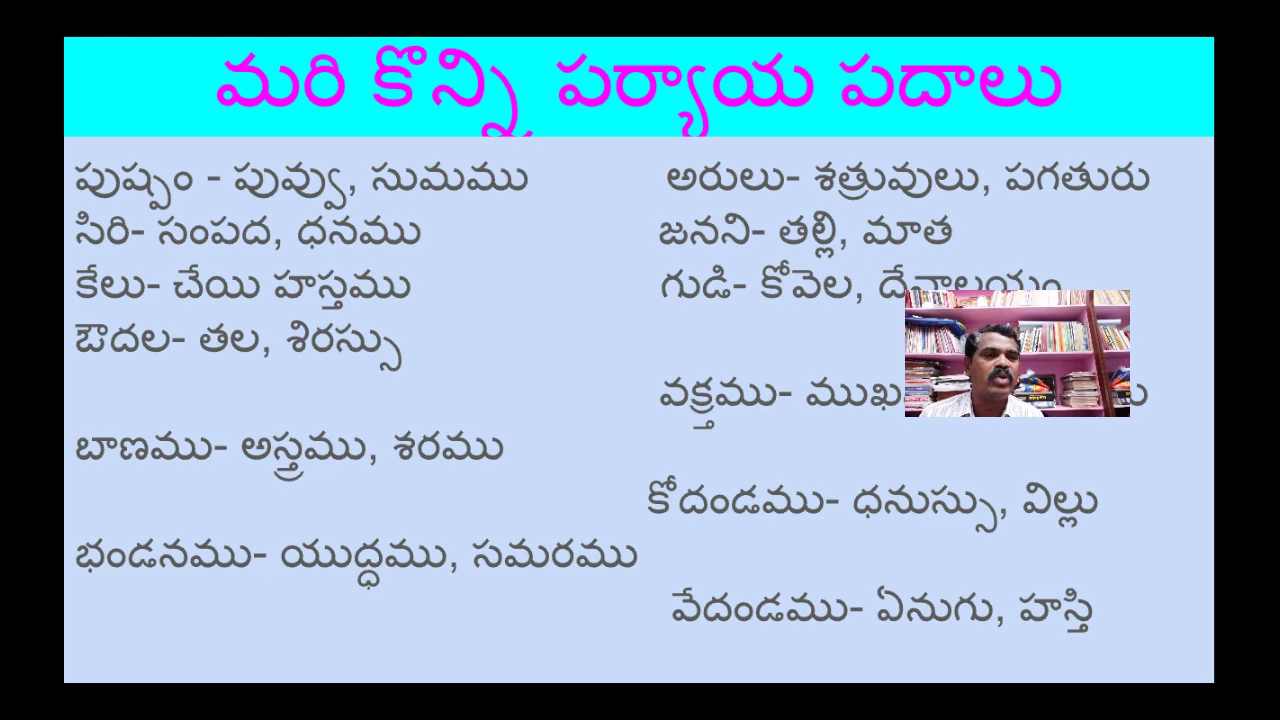 మరి కొన్ని పర్యాయ పదాలు
పుష్పం - పువ్వు, సుమము
అరులు- శత్రువులు, పగతురు
సిరి- సంపద, ధనము
జనని- తల్లి, మాత
కేలు- చేయి హస్తము
గుడి- కోవెల, దేవాలయం
ఔదల- తల, శిరస్సు
వక్త్రము- ముఖ
బాణము- అస్త్రము, శరము
కోదండము- ధనుస్సు, విల్లు
భండనము- యుద్ధము, సమరము
వేదండము- ఏనుగు, హస్తి